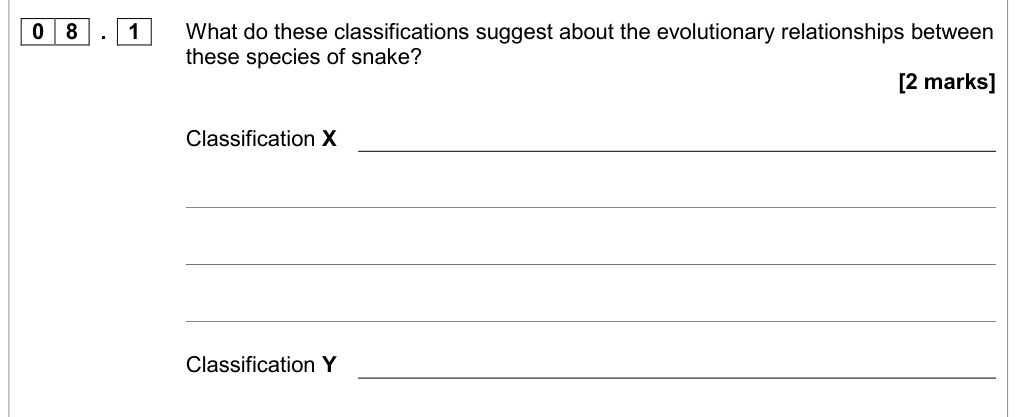 0 8 . 1 What do these classifications suggest about the evolutionary relationships between
these species of snake?
[2 marks]
Classification X
Classification Y